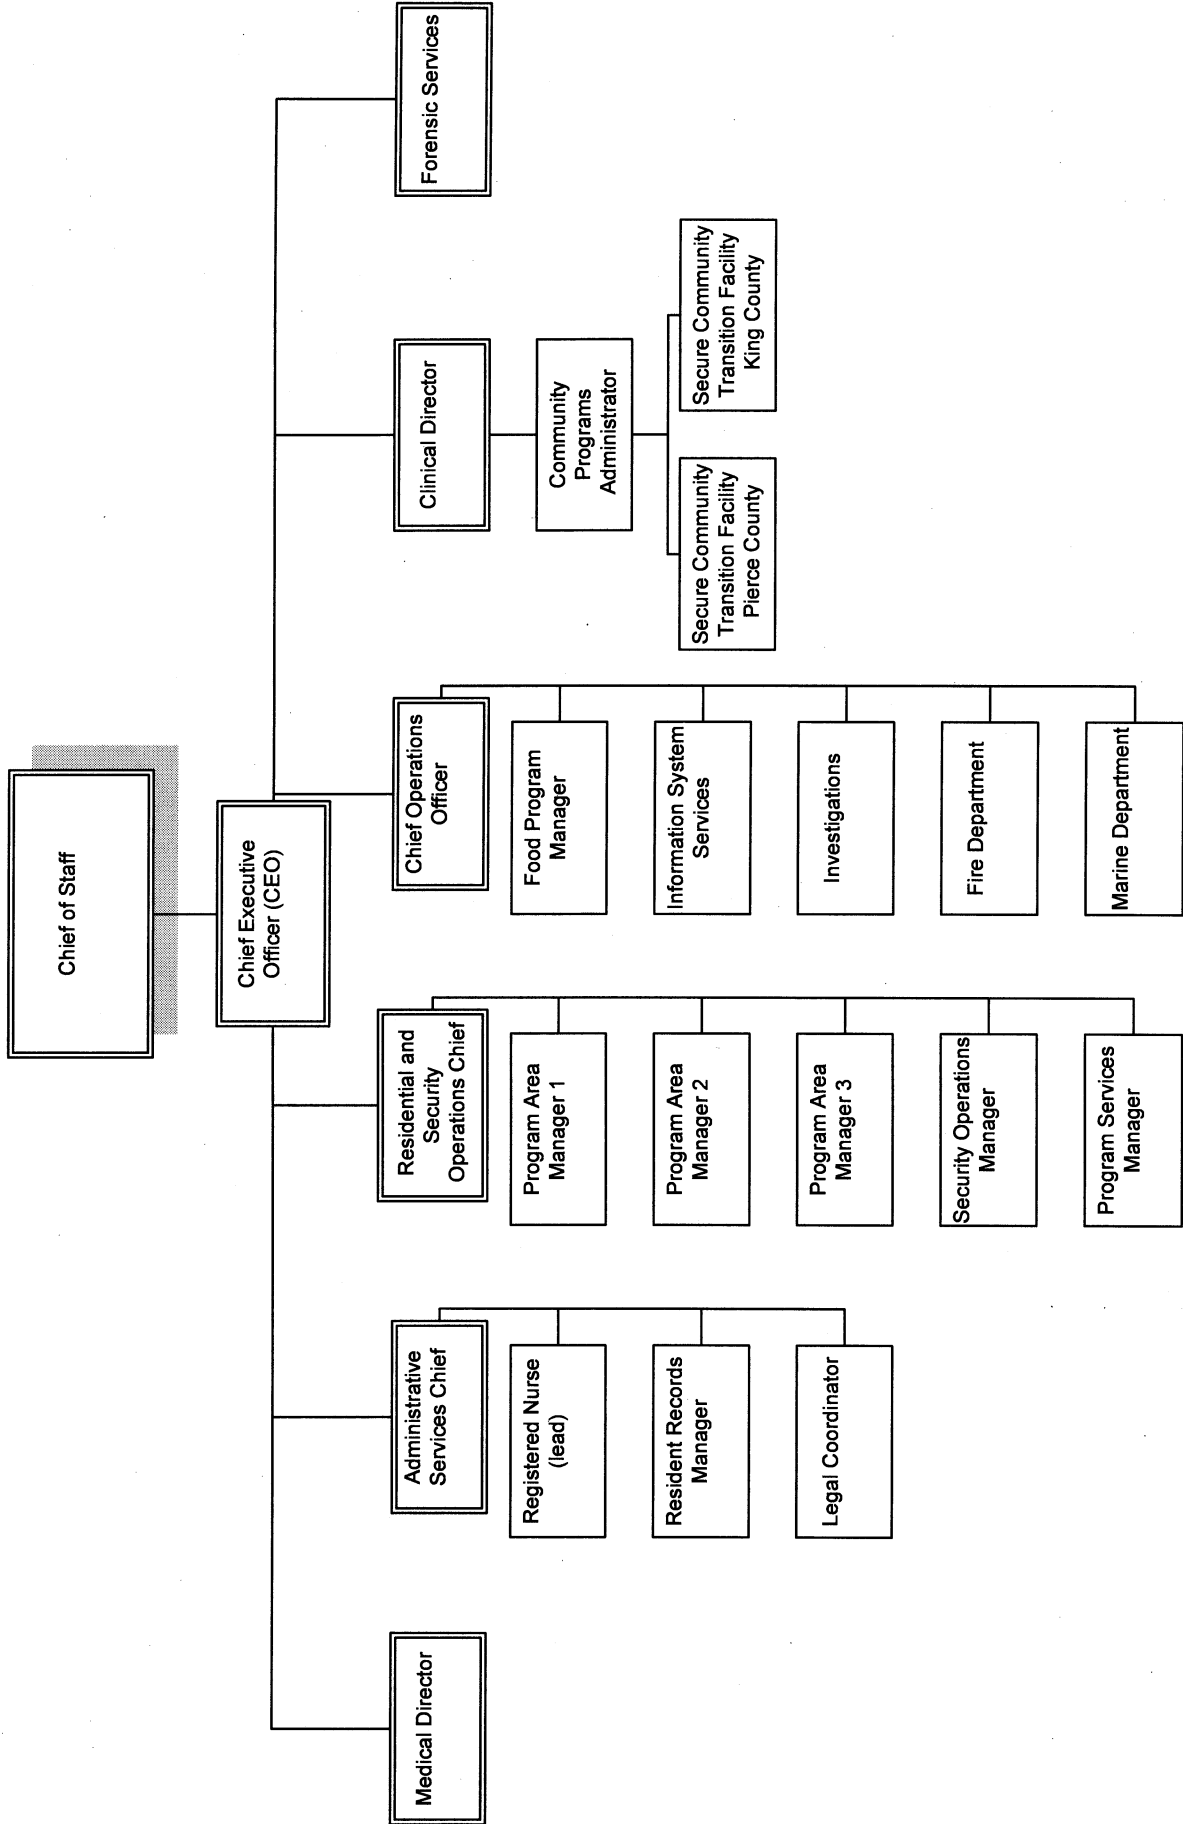 Chief of Staff
Chief Executive
Officer (CEO)
Medical Director
Administrative
Services Chief
Registered Nurse
(lead)
Resident Records
Manager
Legal Coordinator
Residential and
Security
Operations Chief
Program Area
Manager 1
Program Area
Manager 2
Program Area
Manager 3
Security Operations
Manager
Program Services
Manager
Chief Operations
Officer
Food Program
Manager
Information System
Services
Investigations
Fire Department
Marine Department
Clinical Director
Community
Programs
Administrator
Secure Community
Transition Facility
Pierce County
Secure Community
Transition Facility
King County
Forensic Services